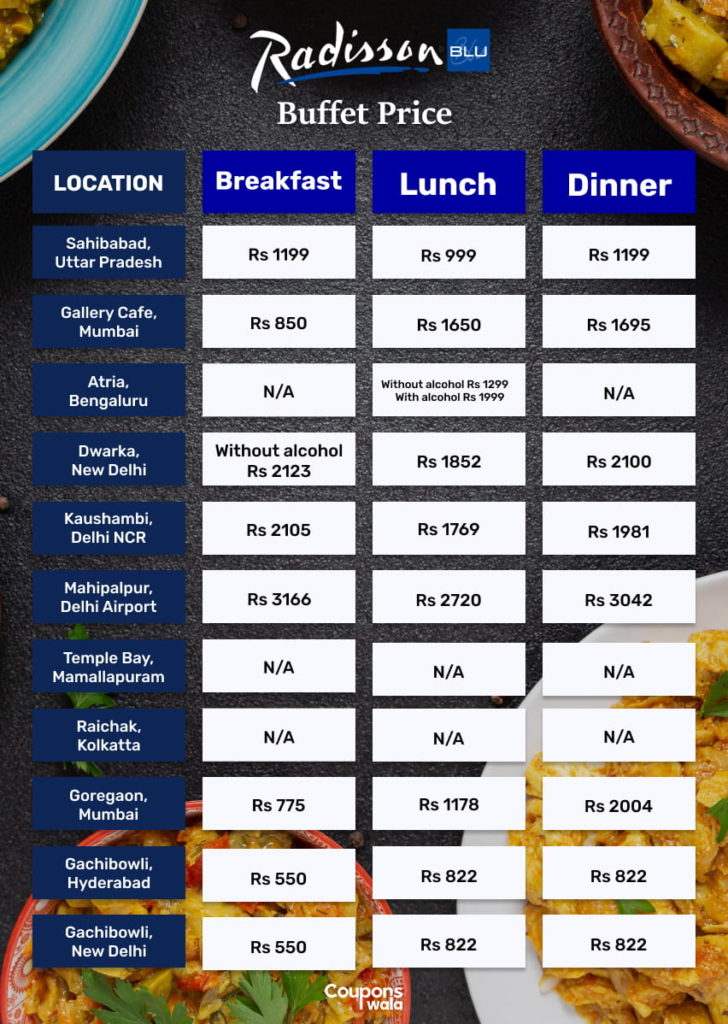 Radisson BLU
Buffet Price
LOCATION Breakfast Lunch Dinner
Sahibabad,
Uttar Pradesh
Rs 1199 Rs 999 Rs 1199
Gallery Cafe,
Mumbai
Rs 850 Rs 1650 Rs 1695
Atria,
Bengaluru
N/A
Without alcohol Rs 1299
With alcohol Rs 1999
N/A
Dwarka,
New Delhi
Without alcohol
Rs 2123
Rs 1852 Rs 2100
Kaushambi,
Delhi NCR
Rs 2105 Rs 1769 Rs 1981
Mahipalpur,
Delhi Airport
Rs 3166 Rs 2720 Rs 3042
Temple Bay,
Mamallapuram
N/A N/A N/A
Raichak,
Kolkatta
N/A N/A N/A
Goregaon,
Mumbai
Rs 775 Rs 1178 Rs 2004
Gachibowli,
Hyderabad
Rs 550 Rs 822 Rs 822
Gachibowli,
New Delhi
Rs 550 Rs 822 Rs 822
Coupons
wala